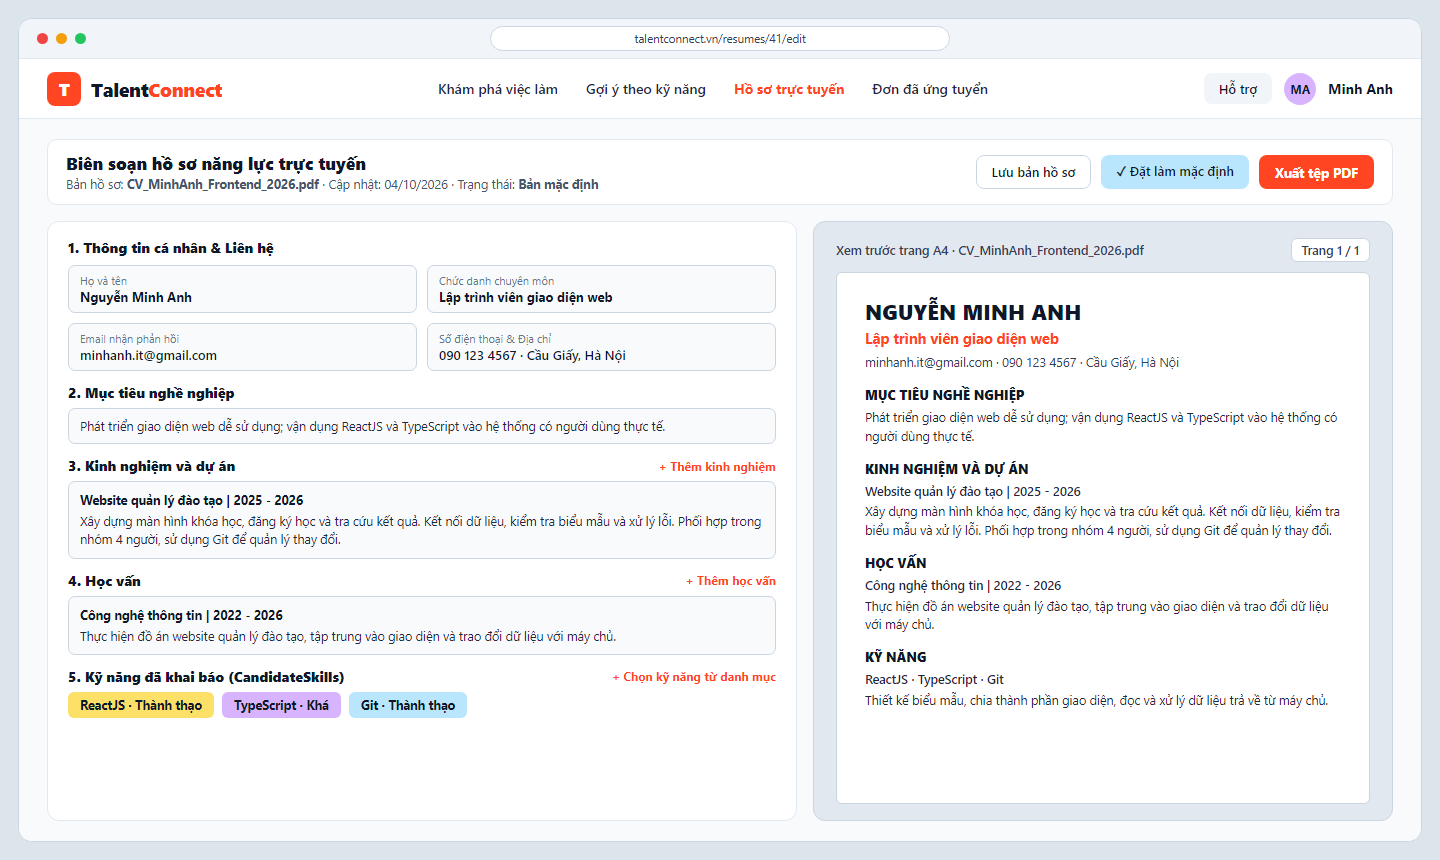 talentconnect.vn/resumes/41/edit
T TalentConnect
Khám phá việc làm
Gợi ý theo kỹ năng
Hồ sơ trực tuyến
Đơn đã ứng tuyển
Hỗ trợ
MA
Minh Anh
Biên soạn hồ sơ năng lực trực tuyến
Bản hồ sơ: CV_MinhAnh_Frontend_2026.pdf · Cập nhật: 04/10/2026 · Trạng thái: Bản mặc định
Lưu bản hồ sơ
✓ Đặt làm mặc định
Xuất tệp PDF
1. Thông tin cá nhân & Liên hệ
Họ và tên
Nguyễn Minh Anh
Chức danh chuyên môn
Lập trình viên giao diện web
Email nhận phản hồi
minhanh.it@gmail.com
Số điện thoại & Địa chỉ
090 123 4567 · Cầu Giấy, Hà Nội
2. Mục tiêu nghề nghiệp
Phát triển giao diện web dễ sử dụng; vận dụng ReactJS và TypeScript vào hệ thống có người dùng thực tế.
3. Kinh nghiệm và dự án
+ Thêm kinh nghiệm
Website quản lý đào tạo | 2025 - 2026
Xây dựng màn hình khóa học, đăng ký học và tra cứu kết quả. Kết nối dữ liệu, kiểm tra biểu mẫu và xử lý lỗi. Phối hợp trong
nhóm 4 người, sử dụng Git để quản lý thay đổi.
4. Học vấn
+ Thêm học vấn
Công nghệ thông tin | 2022 - 2026
Thực hiện đồ án website quản lý đào tạo, tập trung vào giao diện và trao đổi dữ liệu với máy chủ.
5. Kỹ năng đã khai báo (CandidateSkills)
+ Chọn kỹ năng từ danh mục
ReactJS · Thành thạo
TypeScript · Khá
Git · Thành thạo
Xem trước trang A4 · CV_MinhAnh_Frontend_2026.pdf
Trang 1 / 1
NGUYỄN MINH ANH
Lập trình viên giao diện web
minhanh.it@gmail.com · 090 123 4567 · Cầu Giấy, Hà Nội
MỤC TIÊU NGHỀ NGHIỆP
Phát triển giao diện web dễ sử dụng; vận dụng ReactJS và TypeScript vào hệ thống có
người dùng thực tế.
KINH NGHIỆM VÀ DỰ ÁN
Website quản lý đào tạo | 2025 - 2026
Xây dựng màn hình khóa học, đăng ký học và tra cứu kết quả. Kết nối dữ liệu, kiểm tra
biểu mẫu và xử lý lỗi. Phối hợp trong nhóm 4 người, sử dụng Git để quản lý thay đổi.
HỌC VẤN
Công nghệ thông tin | 2022 - 2026
Thực hiện đồ án website quản lý đào tạo, tập trung vào giao diện và trao đổi dữ liệu
với máy chủ.
KỸ NĂNG
ReactJS · TypeScript · Git
Thiết kế biểu mẫu, chia thành phần giao diện, đọc và xử lý dữ liệu trả về từ máy chủ.